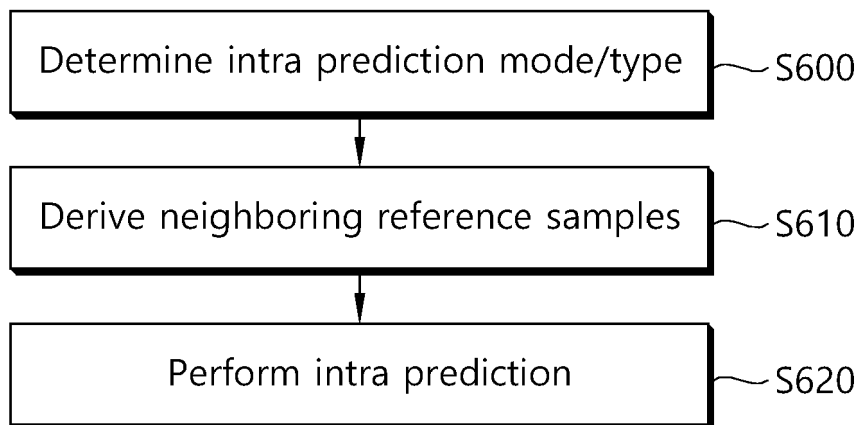 Determine intra prediction mode/type
S600
Derive neighboring reference samples
S610
Perform intra prediction
S620